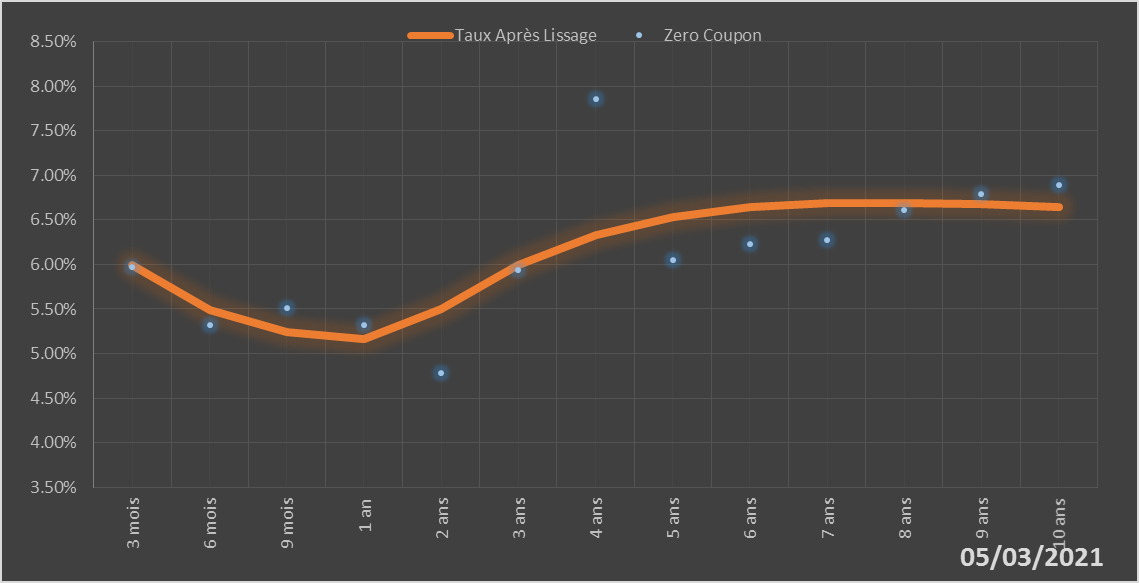 Taux Après Lissage Zero Coupon
8.50%
8.00%
7.50%
7.00%
6.50%
6.00%
5.50%
5.00%
4.50%
4.00%
3.50%
3 mois
6 mois
9 mois
1 an
2 ans
3 ans
4 ans
5 ans
6 ans
7 ans
8 ans
9 ans
10 ans
05/03/2021